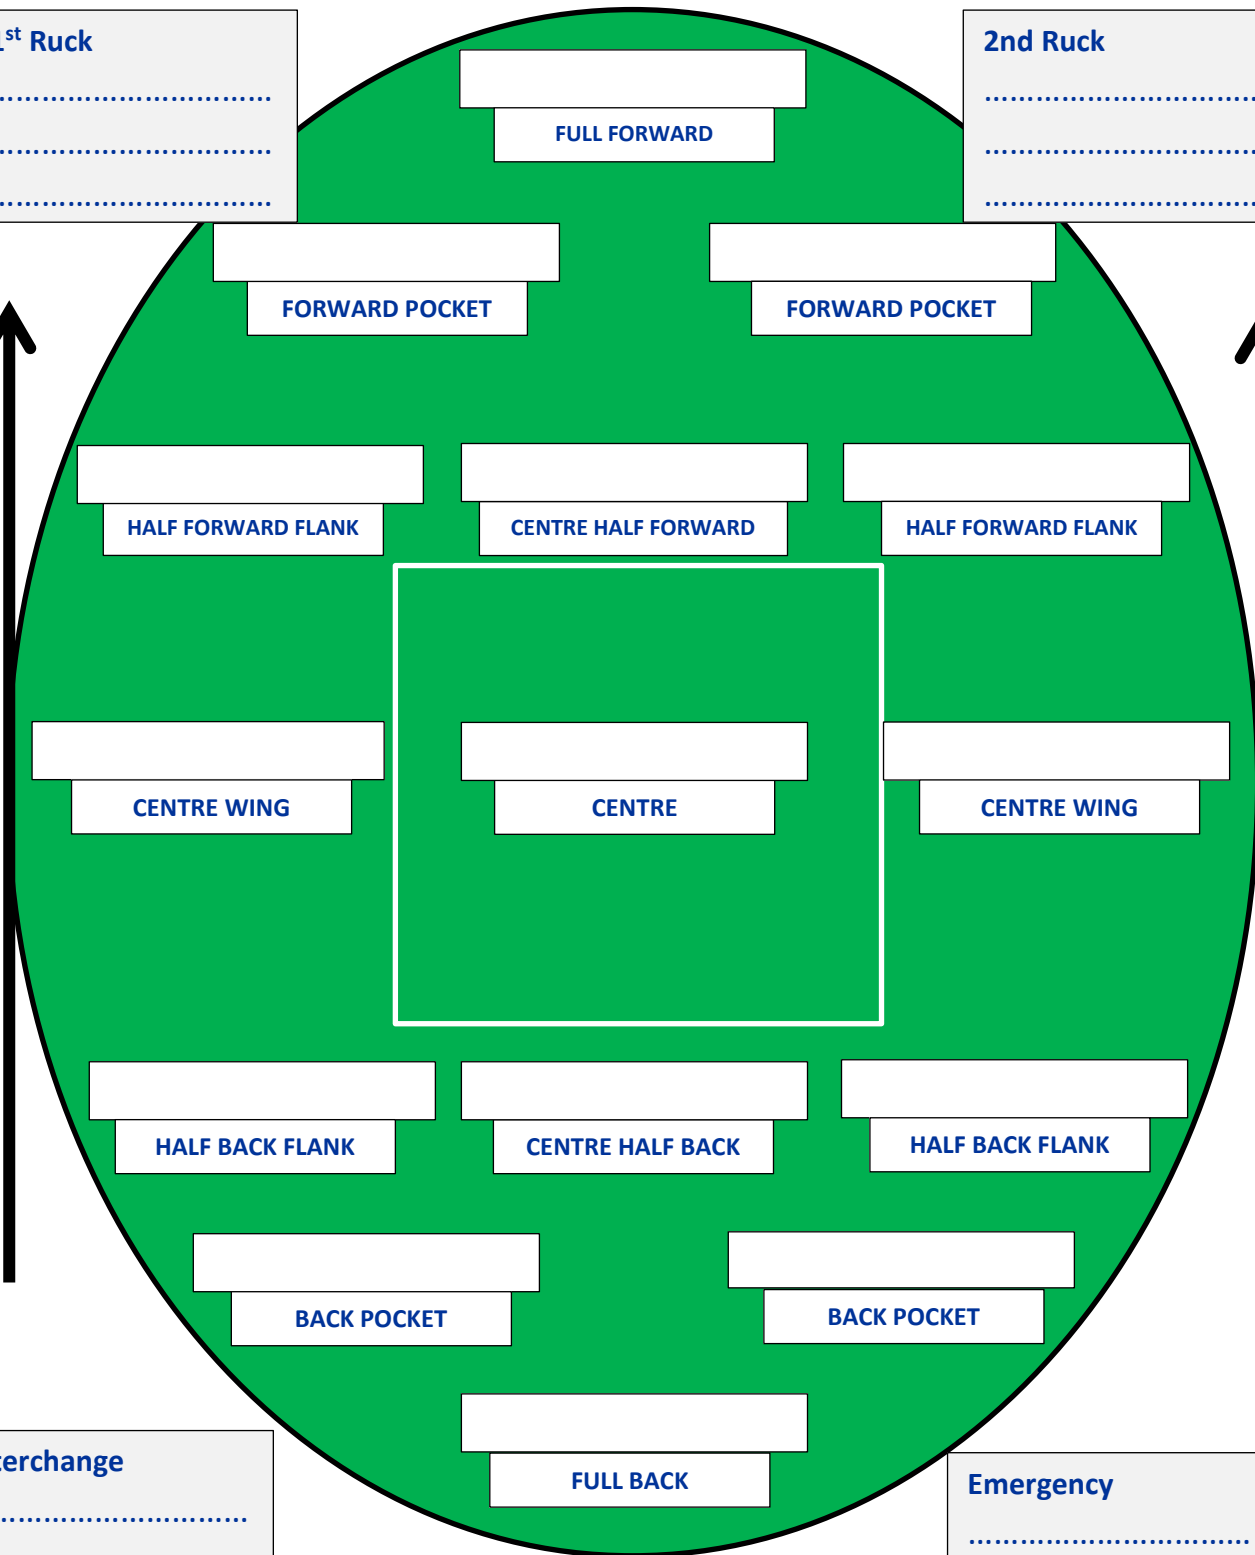 1st Ruck
2nd Ruck
................................
................................
................................
................................
................................
................................
FULL FORWARD
FORWARD POCKET
FORWARD POCKET
HALF FORWARD FLANK
CENTRE HALF FORWARD
HALF FORWARD FLANK
CENTRE WING
CENTRE
CENTRE WING
HALF BACK FLANK
CENTRE HALF BACK
HALF BACK FLANK
BACK POCKET
BACK POCKET
FULL BACK
terchange
................................
Emergency
................................